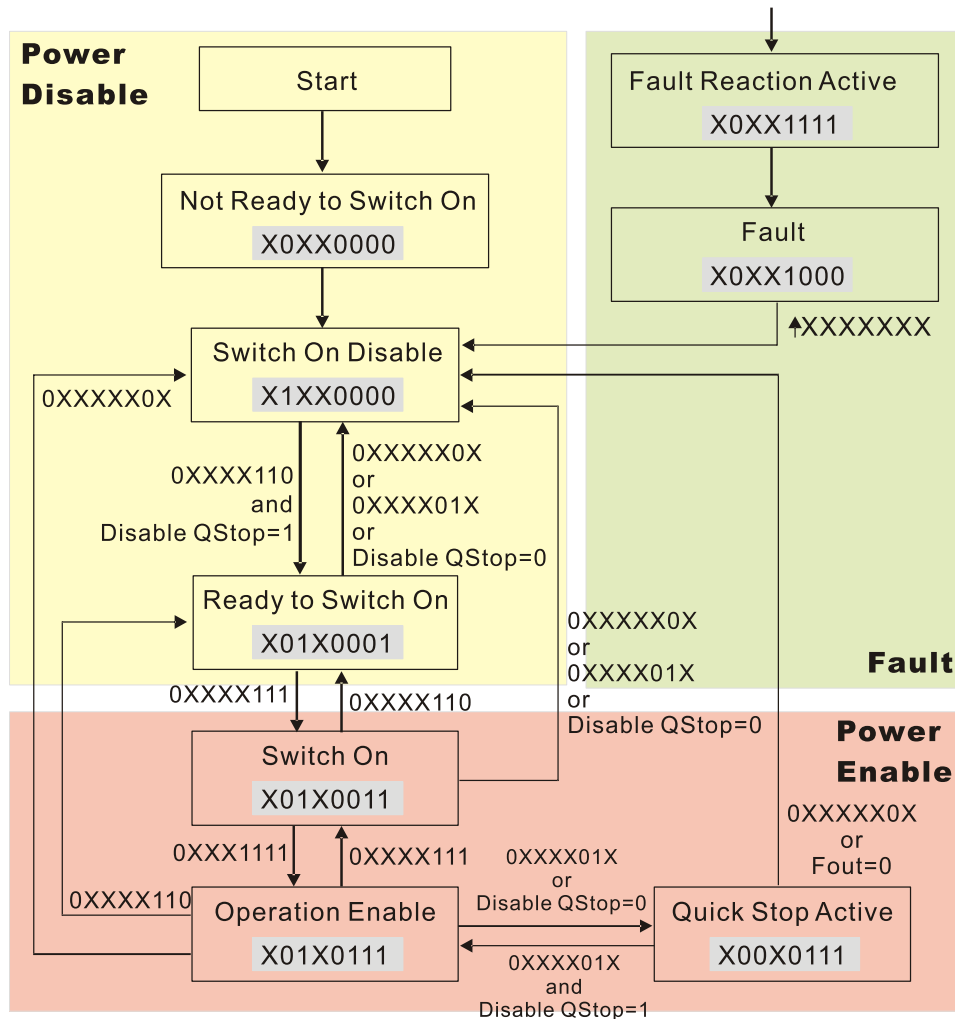 Power
Disable
Start
Not Ready to Switch On
X0XX0000
Switch On Disable
X1XX0000
0XXXXX0X
0XXXX110
and
Disable QStop=1
0XXXXX0X
or
0XXXX01X
or
Disable QStop=0
Ready to Switch On
X01X0001
Fault Reaction Active
X0XX1111
Fault
X0XX1000
XXXXXXX
Fault
0XXXXX0X
or
0XXXX01X
or
Disable QStop=0
0XXXX111
0XXXX110
Power
Enable
Switch On
X01X0011
0XXX1111
0XXXX111
0XXXX110
Operation Enable
X01X0111
0XXXX01X
or
Disable QStop=0
0XXXX01X
and
Disable QStop=1
0XXXXX0X
or
Fout=0
Quick Stop Active
X00X0111